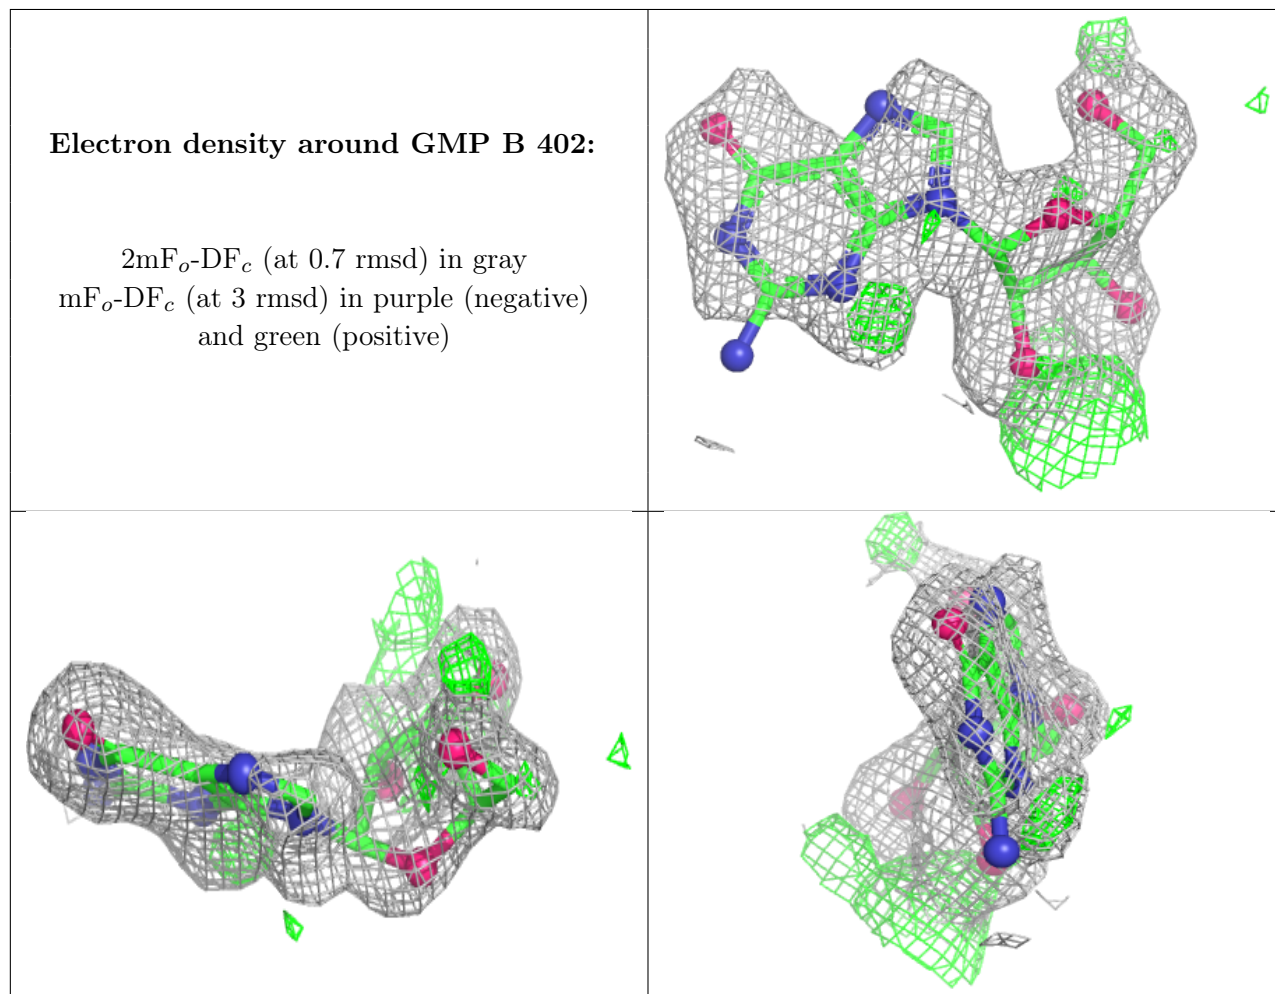 Electron density around GMP B 402:
2mFo-DFc (at 0.7 rmsd) in gray
mFo-DFc (at 3 rmsd) in purple (negative)
and green (positive)